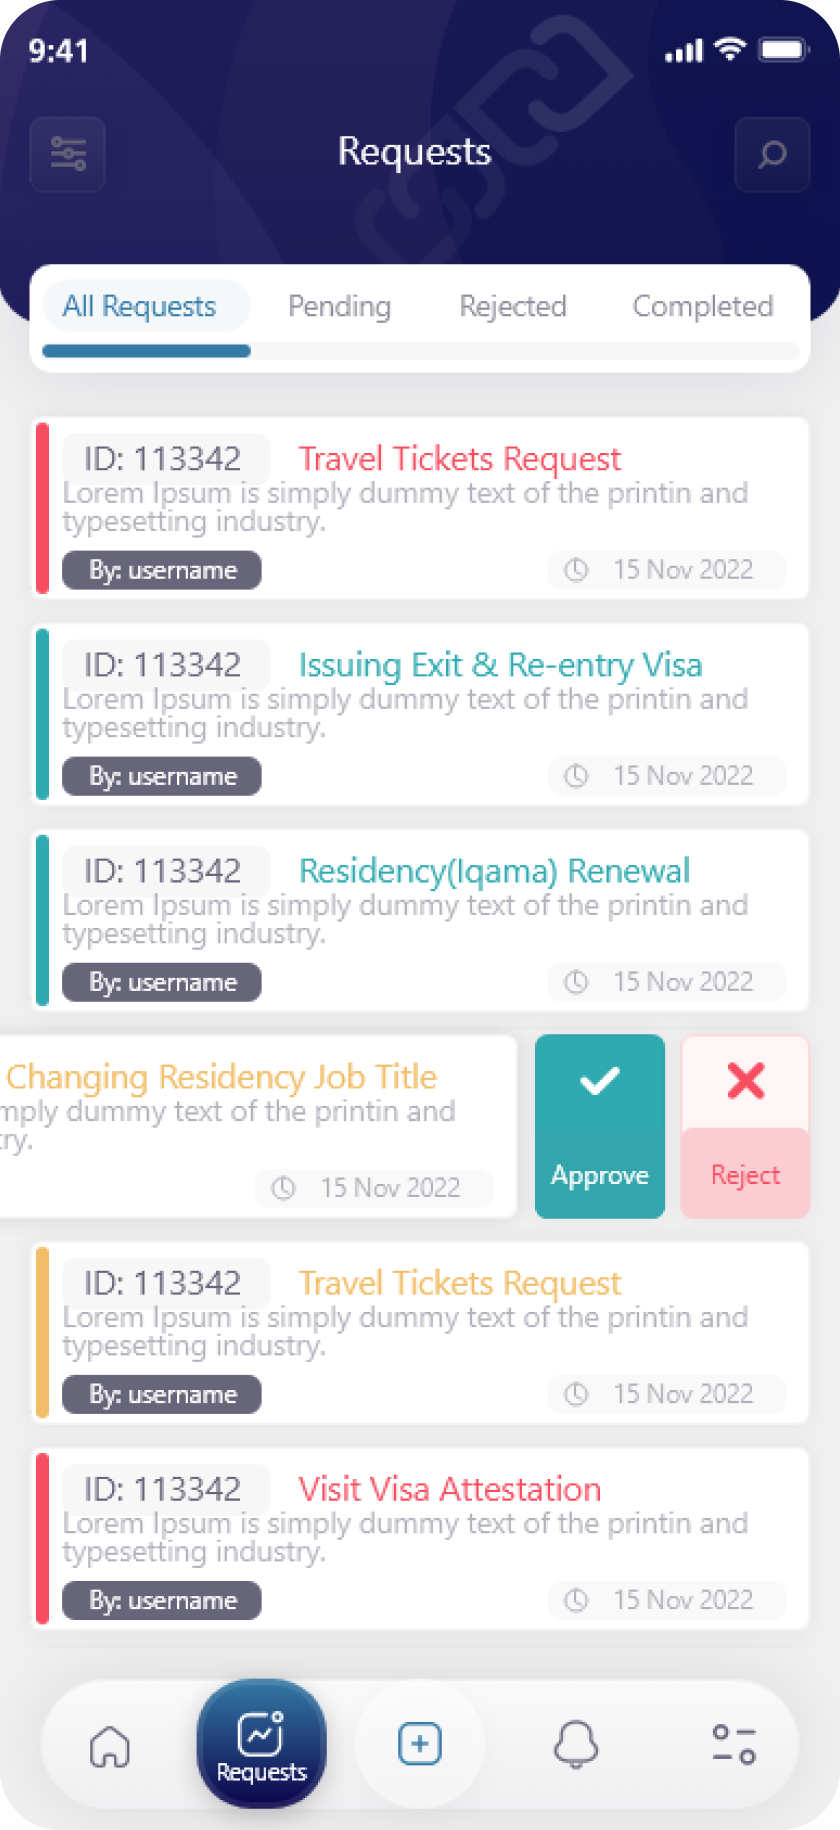 9:41
Requests
All Requests Pending Rejected Completed
ID: 113342 Travel Tickets Request
Lorem Ipsum is simply dummy text of the printin and
typesetting industry.
By: username 15 Nov 2022
ID: 113342 Issuing Exit & Re-entry Visa
Lorem Ipsum is simply dummy text of the printin and
typesetting industry.
By: username 15 Nov 2022
ID: 113342 Residency(Iqama) Renewal
Lorem Ipsum is simply dummy text of the printin and
typesetting industry.
By: username 15 Nov 2022
Changing Residency Job Title
mply dummy text of the printin and
try.
15 Nov 2022
Approve Reject
ID: 113342 Travel Tickets Request
Lorem Ipsum is simply dummy text of the printin and
typesetting industry.
By: username 15 Nov 2022
ID: 113342 Visit Visa Attestation
Lorem Ipsum is simply dummy text of the printin and
typesetting industry.
By: username 15 Nov 2022
Requests